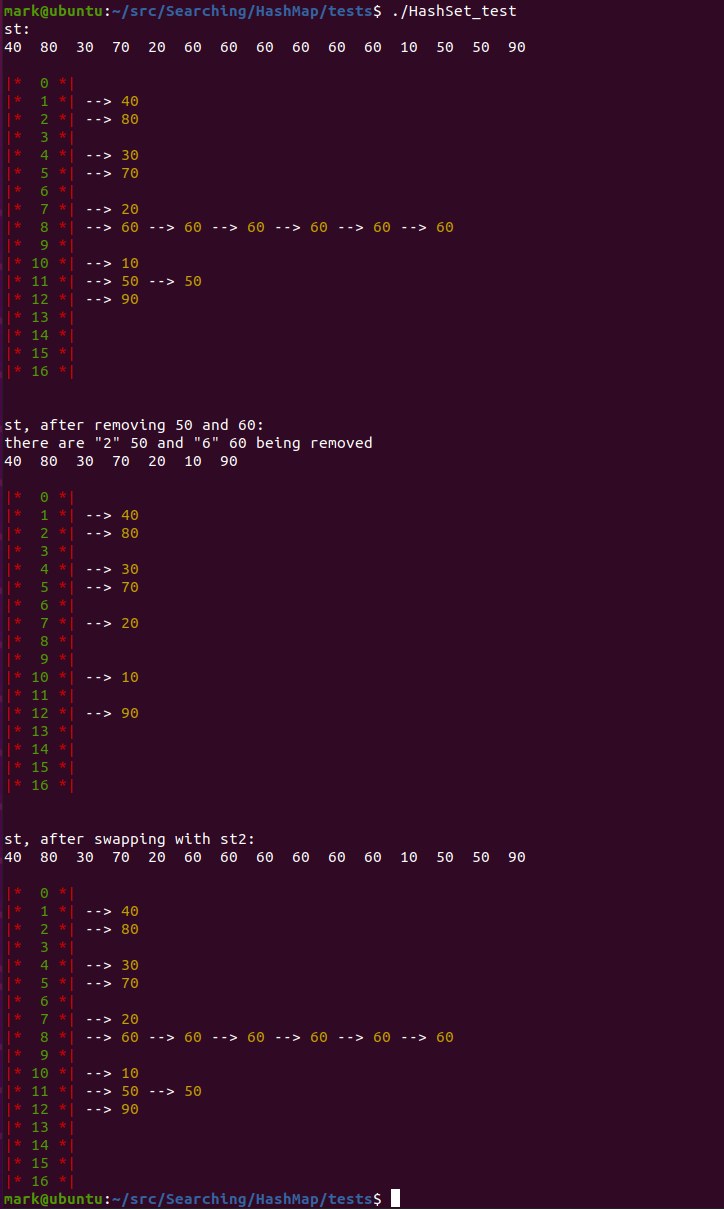 mark@ubuntu:~/src/Searching/HashMap/tests$ ./HashSet_test
st:
40  80  30  70  20  60  60  60  60  60  60  10  50  50  90
|*  0 *|
|*  1 *| --> 40
|*  2 *| --> 80
|*  3 *|
|*  4 *| --> 30
|*  5 *| --> 70
|*  6 *|
|*  7 *| --> 20
|*  8 *| --> 60 --> 60 --> 60 --> 60 --> 60 --> 60
|*  9 *|
|* 10 *| --> 10
|* 11 *| --> 50 --> 50
|* 12 *| --> 90
|* 13 *|
|* 14 *|
|* 15 *|
|* 16 *|
st, after removing 50 and 60:
there are "2" 50 and "6" 60 being removed
40  80  30  70  20  10  90
|*  0 *|
|*  1 *| --> 40
|*  2 *| --> 80
|*  3 *|
|*  4 *| --> 30
|*  5 *| --> 70
|*  6 *|
|*  7 *| --> 20
|*  8 *|
|*  9 *|
|* 10 *| --> 10
|* 11 *|
|* 12 *| --> 90
|* 13 *|
|* 14 *|
|* 15 *|
|* 16 *|
st, after swapping with st2:
40  80  30  70  20  60  60  60  60  60  60  10  50  50  90
|*  0 *|
|*  1 *| --> 40
|*  2 *| --> 80
|*  3 *|
|*  4 *| --> 30
|*  5 *| --> 70
|*  6 *|
|*  7 *| --> 20
|*  8 *| --> 60 --> 60 --> 60 --> 60 --> 60 --> 60
|*  9 *|
|* 10 *| --> 10
|* 11 *| --> 50 --> 50
|* 12 *| --> 90
|* 13 *|
|* 14 *|
|* 15 *|
|* 16 *|
mark@ubuntu:~/src/Searching/HashMap/tests$